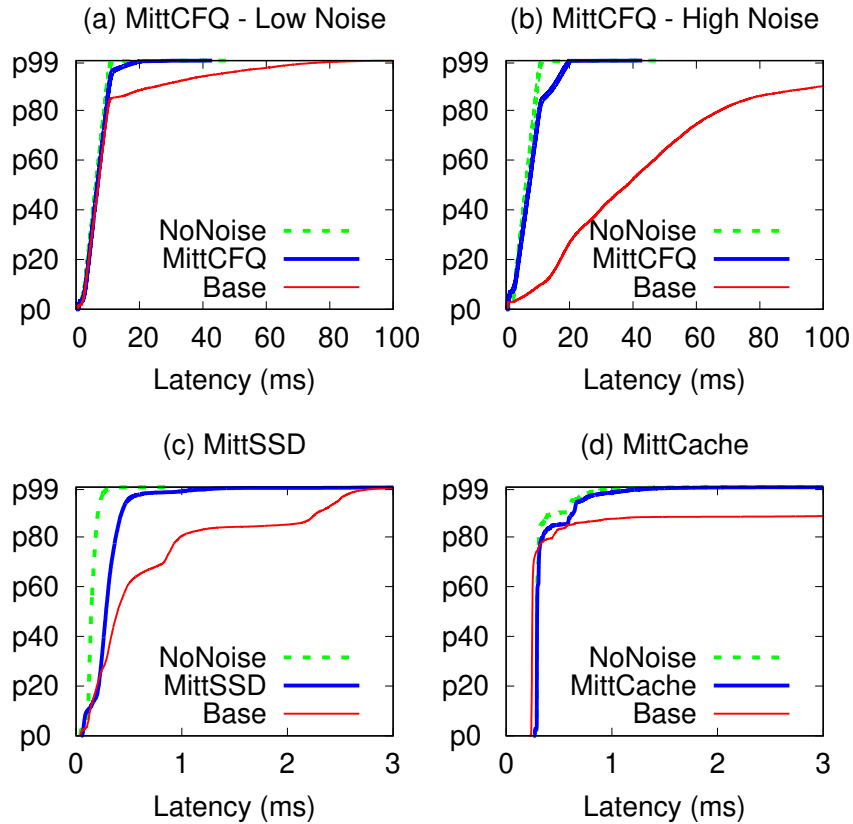 (a) MittCFQ - Low Noise
p99
p80
p60
p40
p20
p0
NoNoise
MittCFQ
Base
0 20 40 60 80 100
Latency (ms)
(b) MittCFQ - High Noise
p99
p80
p60
p40
p20
p0
NoNoise
MittCFQ
Base
0 20 40 60 80 100
Latency (ms)
(c) MittSSD
p99
p80
p60
p40
p20
p0
NoNoise
MittSSD
Base
0 1 2 3
Latency (ms)
(d) MittCache
p99
p80
p60
p40
p20
p0
NoNoise
MittCache
Base
0 1 2 3
Latency (ms)